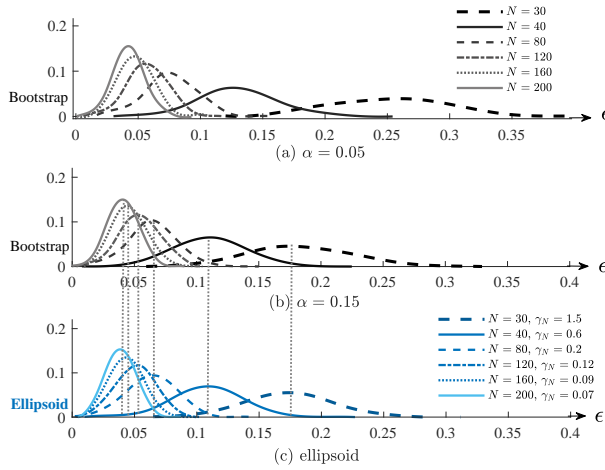 0.2
0.1
0
Bootstrap
N = 30
N = 40
N = 80
N = 120
N = 160
N = 200
0 0.05 0.1 0.15 0.2 0.25 0.3 0.35
ϵ
(a) α = 0.05
0.2
0.1
0
Bootstrap
0 0.05 0.1 0.15 0.2 0.25 0.3 0.35 0.4
ϵ
(b) α = 0.15
0.2
0.1
0
Ellipsoid
N = 30, γN = 1.5
N = 40, γN = 0.6
N = 80, γN = 0.2
N = 120, γN = 0.12
N = 160, γN = 0.09
N = 200, γN = 0.07
0 0.05 0.1 0.15 0.2 0.25 0.3 0.35 0.4
ϵ
(c) ellipsoid